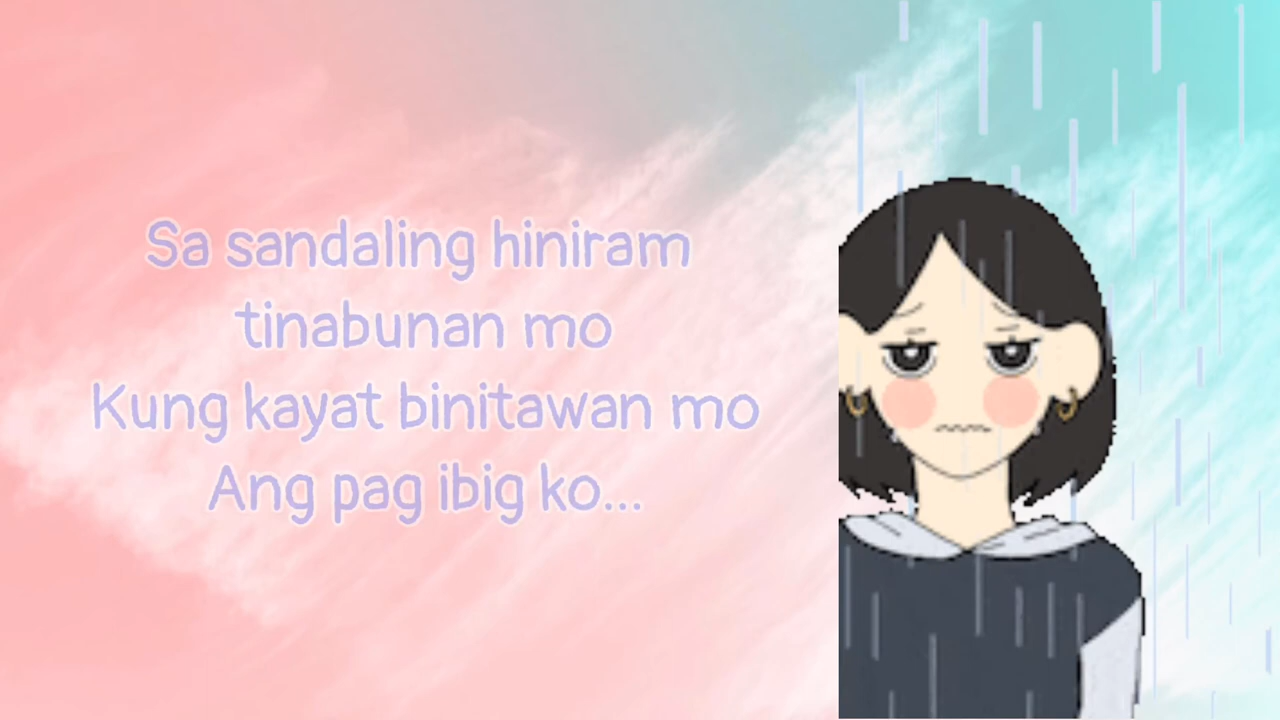 Sa sandaling hiniram
tinabunan mo
Kung kayat binitawan mo
Ang pag ibig ko...